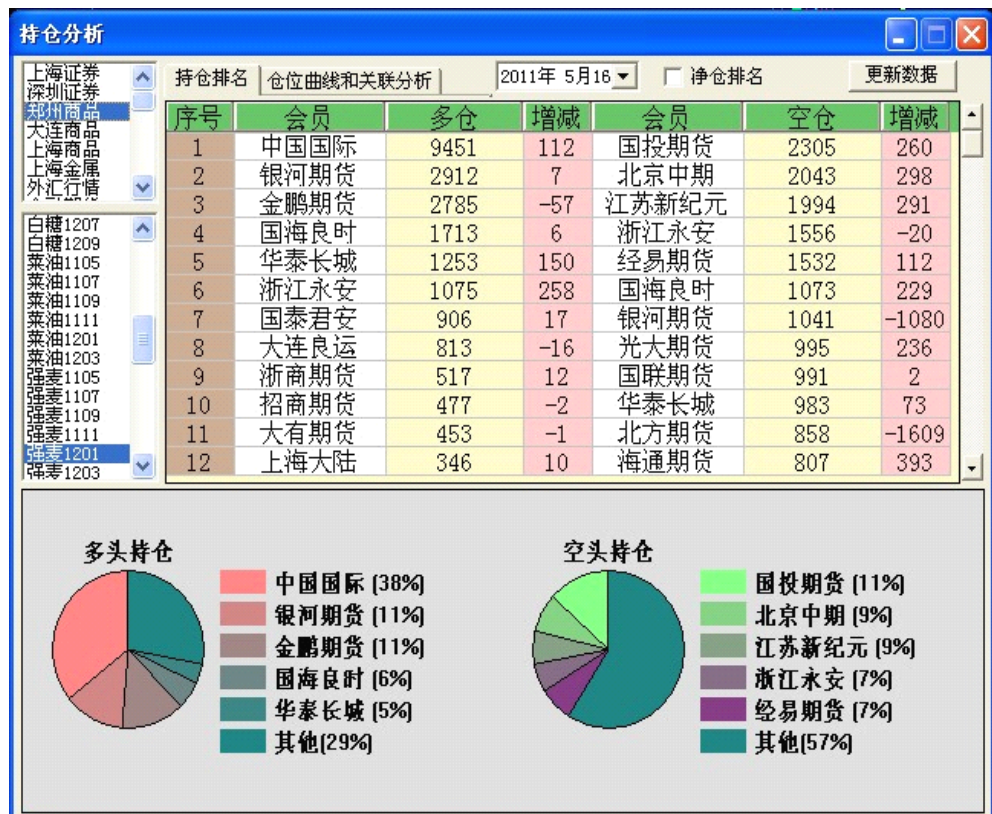 持仓分析
上海证券
深圳证券
郑州商品
大连商品
上海商品
上海金属
外汇行情
持仓排名 仓位曲线和关联分析 2011年 5月16 净仓排名 更新数据
序号 会员 多仓 增减 会员 空仓 增减
1 中国国际 9451 112 国投期货 2305 260
2 银河期货 2912 7 北京中期 2043 298
3 金鹏期货 2785 -57 江苏新纪元 1994 291
4 国海良时 1713 6 浙江永安 1556 -20
5 华泰长城 1253 150 经易期货 1532 112
6 浙江永安 1075 258 国海良时 1073 229
7 国泰君安 906 17 银河期货 1041 -1080
8 大连良运 813 -16 光大期货 995 236
9 浙商期货 517 12 国联期货 991 2
10 招商期货 477 -2 华泰长城 983 73
11 大有期货 453 -1 北方期货 858 -1609
12 上海大陆 346 10 海通期货 807 393
白糖1207
白糖1209
菜油1105
菜油1107
菜油1109
菜油1111
菜油1201
菜油1203
强麦1105
强麦1107
强麦1109
强麦1111
强麦1201
强麦1203
多头持仓
中国国际 (38%)
银河期货 (11%)
金鹏期货 (11%)
国海良时 (6%)
华泰长城 (5%)
其他(29%)
空头持仓
国投期货 (11%)
北京中期 (9%)
江苏新纪元 (9%)
浙江永安 (7%)
经易期货 (7%)
其他(57%)